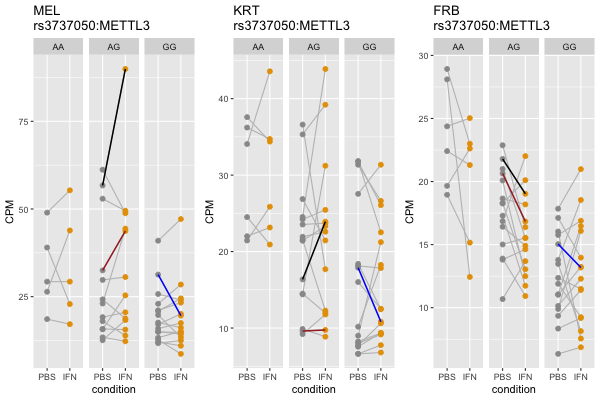 MEL
rs3737050:METTL3
AA AG GG
75
50
25
CPM
PBS IFN PBS IFN PBS IFN
condition
KRT
rs3737050:METTL3
AA AG GG
40
30
20
10
CPM
PBS IFN PBS IFN PBS IFN
condition
FRB
rs3737050:METTL3
AA AG GG
30
25
20
15
10
CPM
PBS IFN PBS IFN PBS IFN
condition